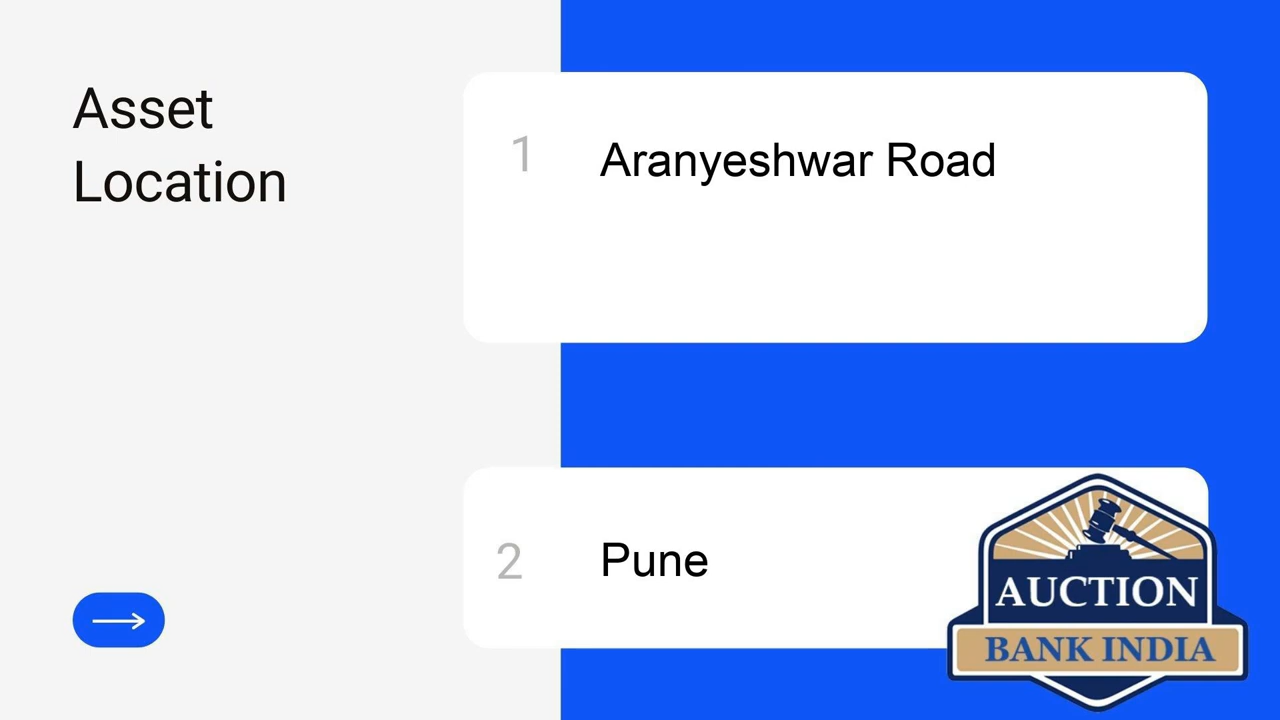 Asset
Location
1
Aranyeshwar Road
2
Pune
AUCTION
BANK INDIA